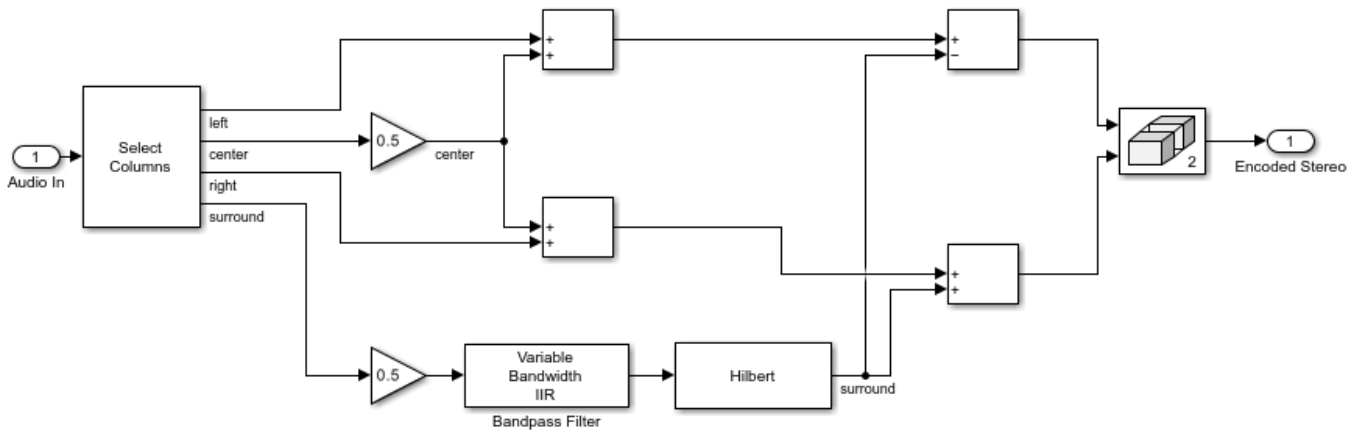 +
+
+
−
Select
Columns
left
0.5
center
center
1
Audio In
right
surround
2
1
Encoded Stereo
+
+
+
+
0.5
Variable
Bandwidth
IIR
Bandpass Filter
Hilbert
surround